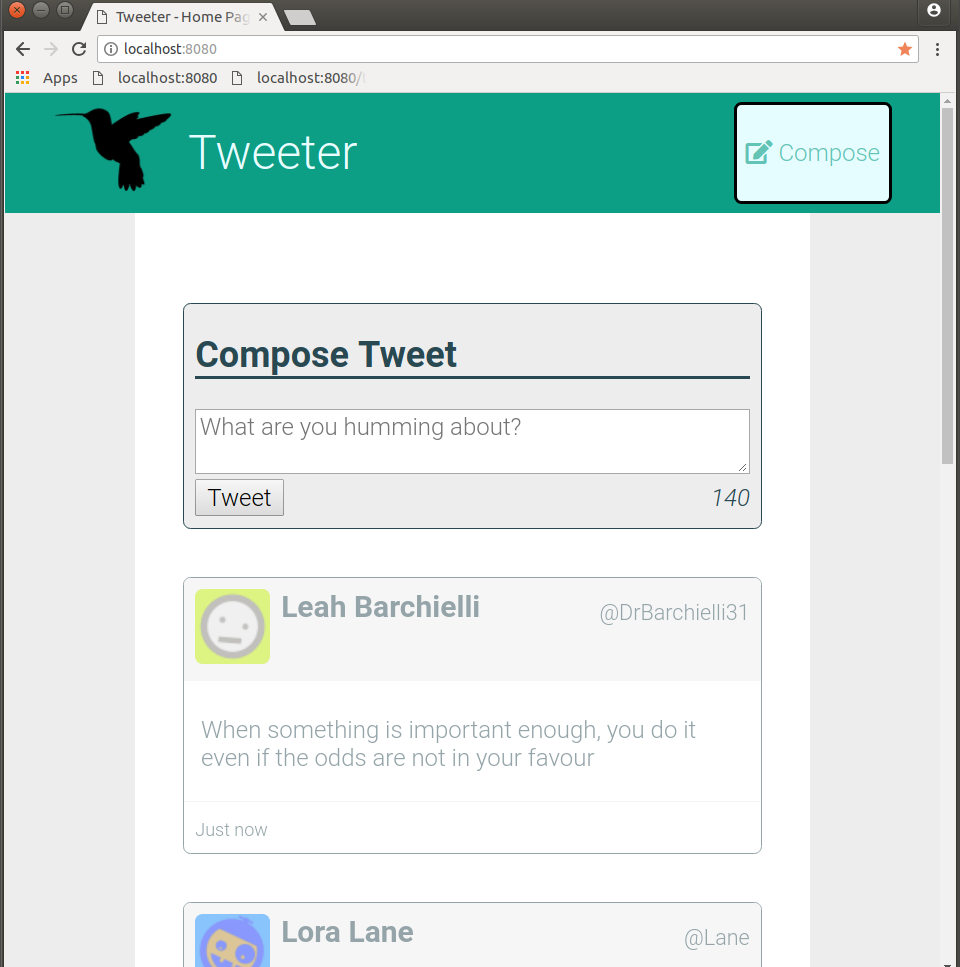 Tweeter - Home Pag
localhost:8080
Apps
localhost:8080
localhost:8080/
Tweeter
Compose
Compose Tweet
What are you humming about?
Tweet
140
Leah Barchielli
@DrBarchielli31
When something is important enough, you do it
even if the odds are not in your favour
Just now
Lora Lane
@Lane